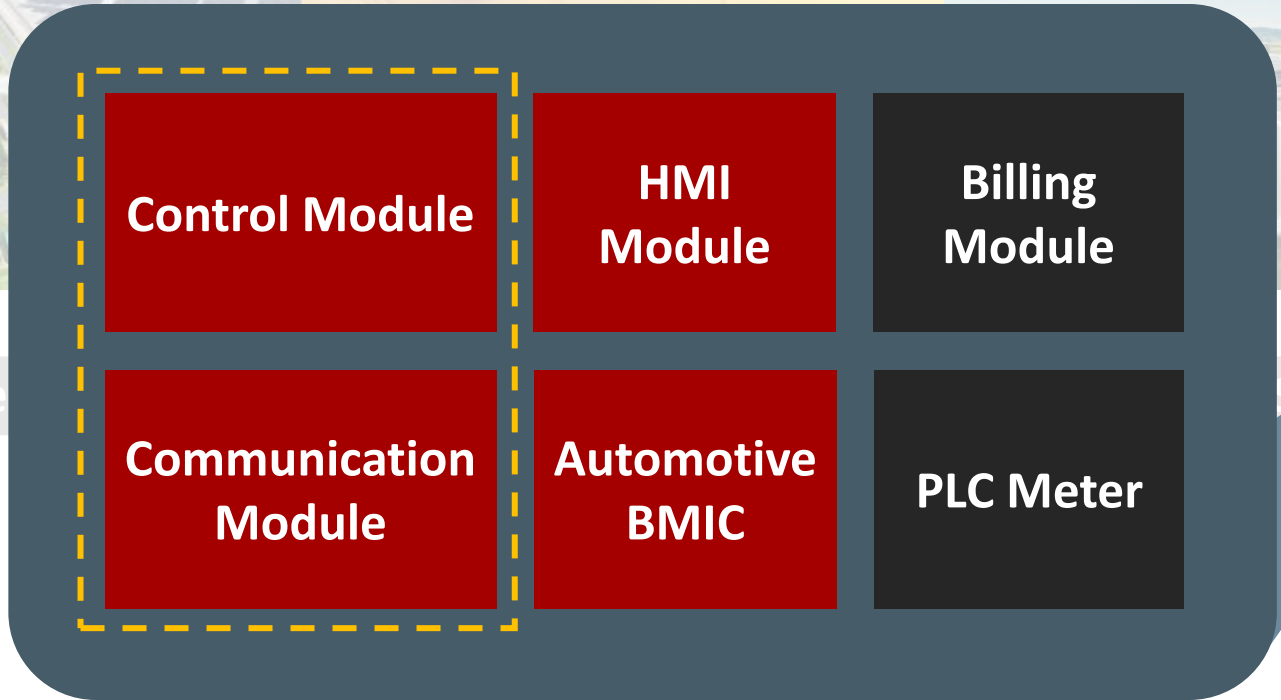 Control Module
HMI
Module
Billing
Module
Communication
Module
Automotive
BMIC
PLC Meter